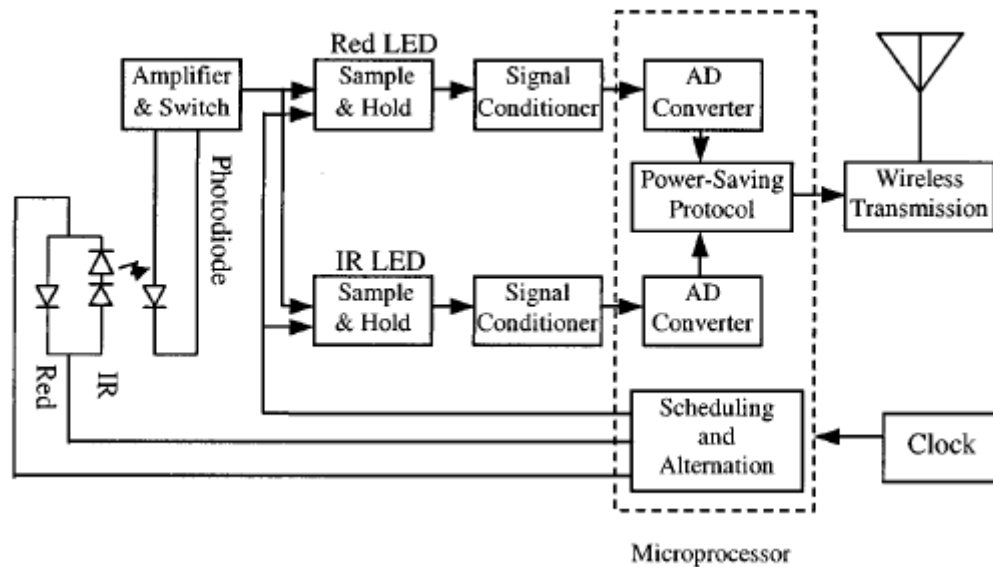 Red LED
Amplifier
& Switch
Sample
& Hold
Signal
Conditioner
AD
Converter
Photodiode
Power-Saving
Protocol
Wireless
Transmission
IR LED
Sample
& Hold
Signal
Conditioner
AD
Converter
Red
IR
Scheduling
and
Alternation
Clock
Microprocessor